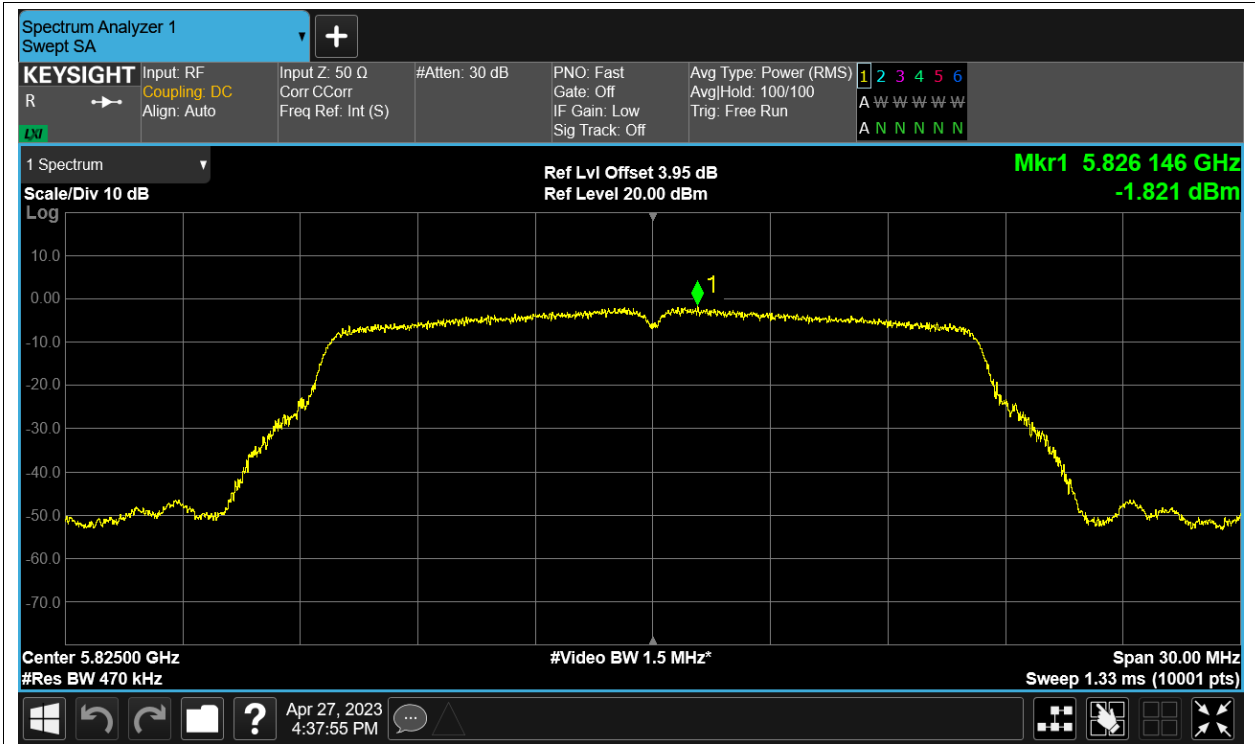 Spectrum Analyzer 1
Swept SA
KEYSIGHT
R
LXI
Input: RF
Coupling: DC
Align: Auto
Input Z: 50 Ω
Corr CCorr
Freq Ref: Int (S)
#Atten: 30 dB
PNO: Fast
Gate: Off
IF Gain: Low
Sig Track: Off
Avg Type: Power (RMS)
Avg|Hold: 100/100
Trig: Free Run
1 2 3 4 5 6
A W W W W W
A N N N N N
1 Spectrum
Scale/Div 10 dB
Log
Ref Lvl Offset 3.95 dB
Ref Level 20.00 dBm
Mkr1 5.826 146 GHz
-1.821 dBm
10.0
0.00
-10.0
-20.0
-30.0
-40.0
-50.0
-60.0
-70.0
1
Center 5.82500 GHz
#Res BW 470 kHz
#Video BW 1.5 MHz*
Span 30.00 MHz
Sweep 1.33 ms (10001 pts)
?
Apr 27, 2023
4:37:55 PM